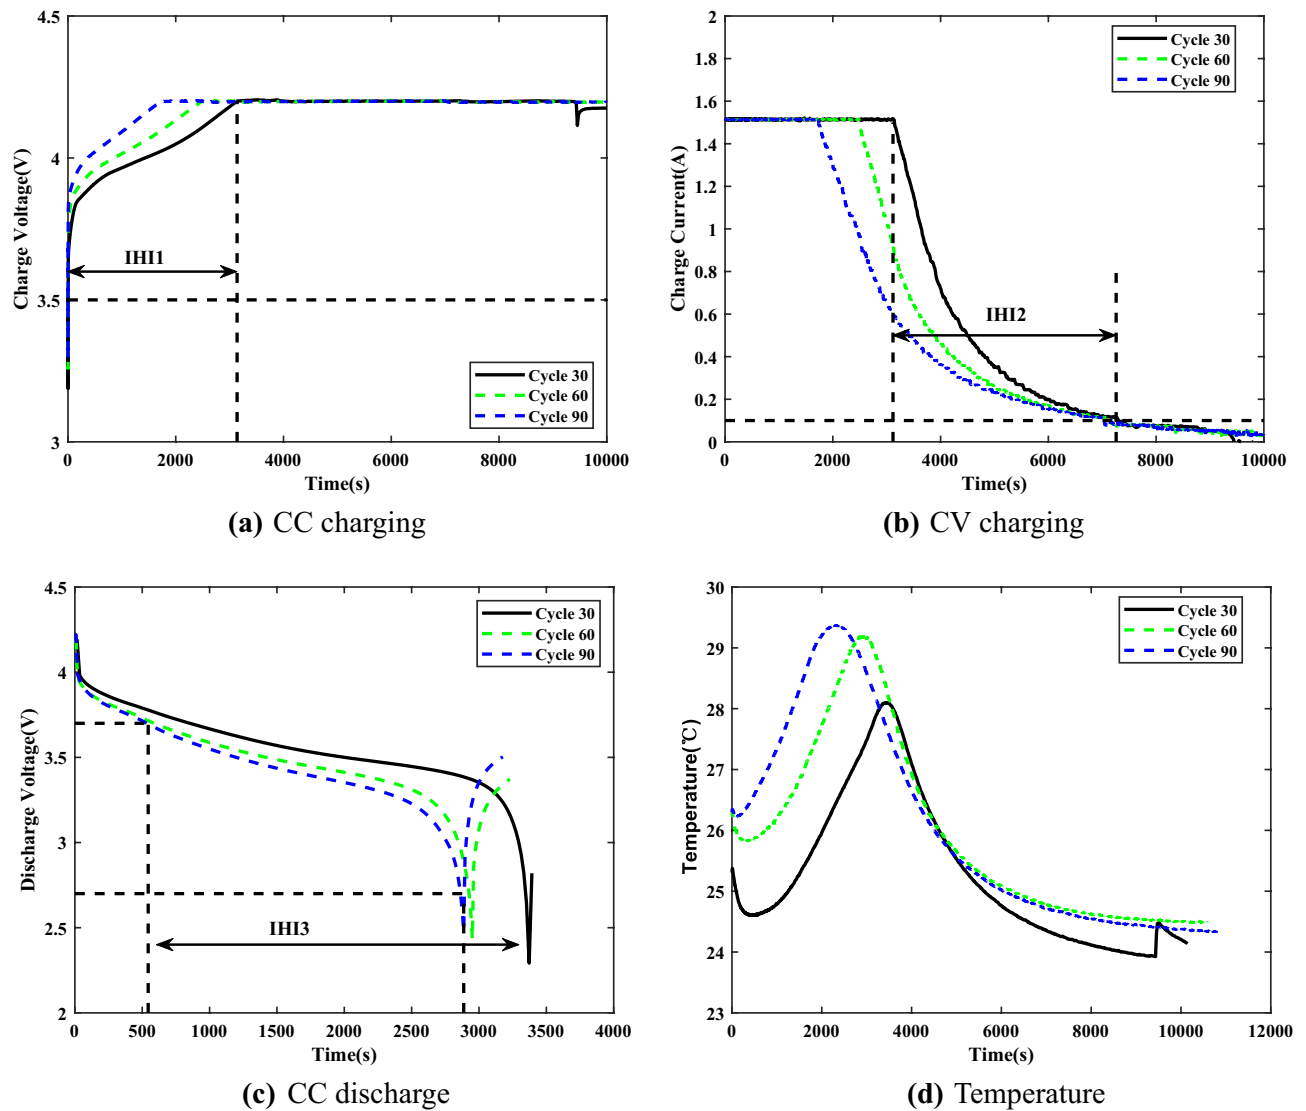 4.5
4
3.5
3
Charge Voltage(V)
IHI1
Cycle 30
Cycle 60
Cycle 90
0 2000 4000 6000 8000 10000
Time(s)
(a) CC charging
2
1.8
1.6
1.4
1.2
1
0.8
0.6
0.4
0.2
0
Charge Current(A)
Cycle 30
Cycle 60
Cycle 90
IHI2
0 2000 4000 6000 8000 10000
Time(s)
(b) CV charging
4.5
4
3.5
3
2.5
2
Discharge Voltage(V)
Cycle 30
Cycle 60
Cycle 90
IHI3
0 500 1000 1500 2000 2500 3000 3500 4000
Time(s)
(c) CC discharge
30
29
28
27
26
25
24
23
Temperature(℃)
Cycle 30
Cycle 60
Cycle 90
0 2000 4000 6000 8000 10000 12000
Time(s)
(d) Temperature